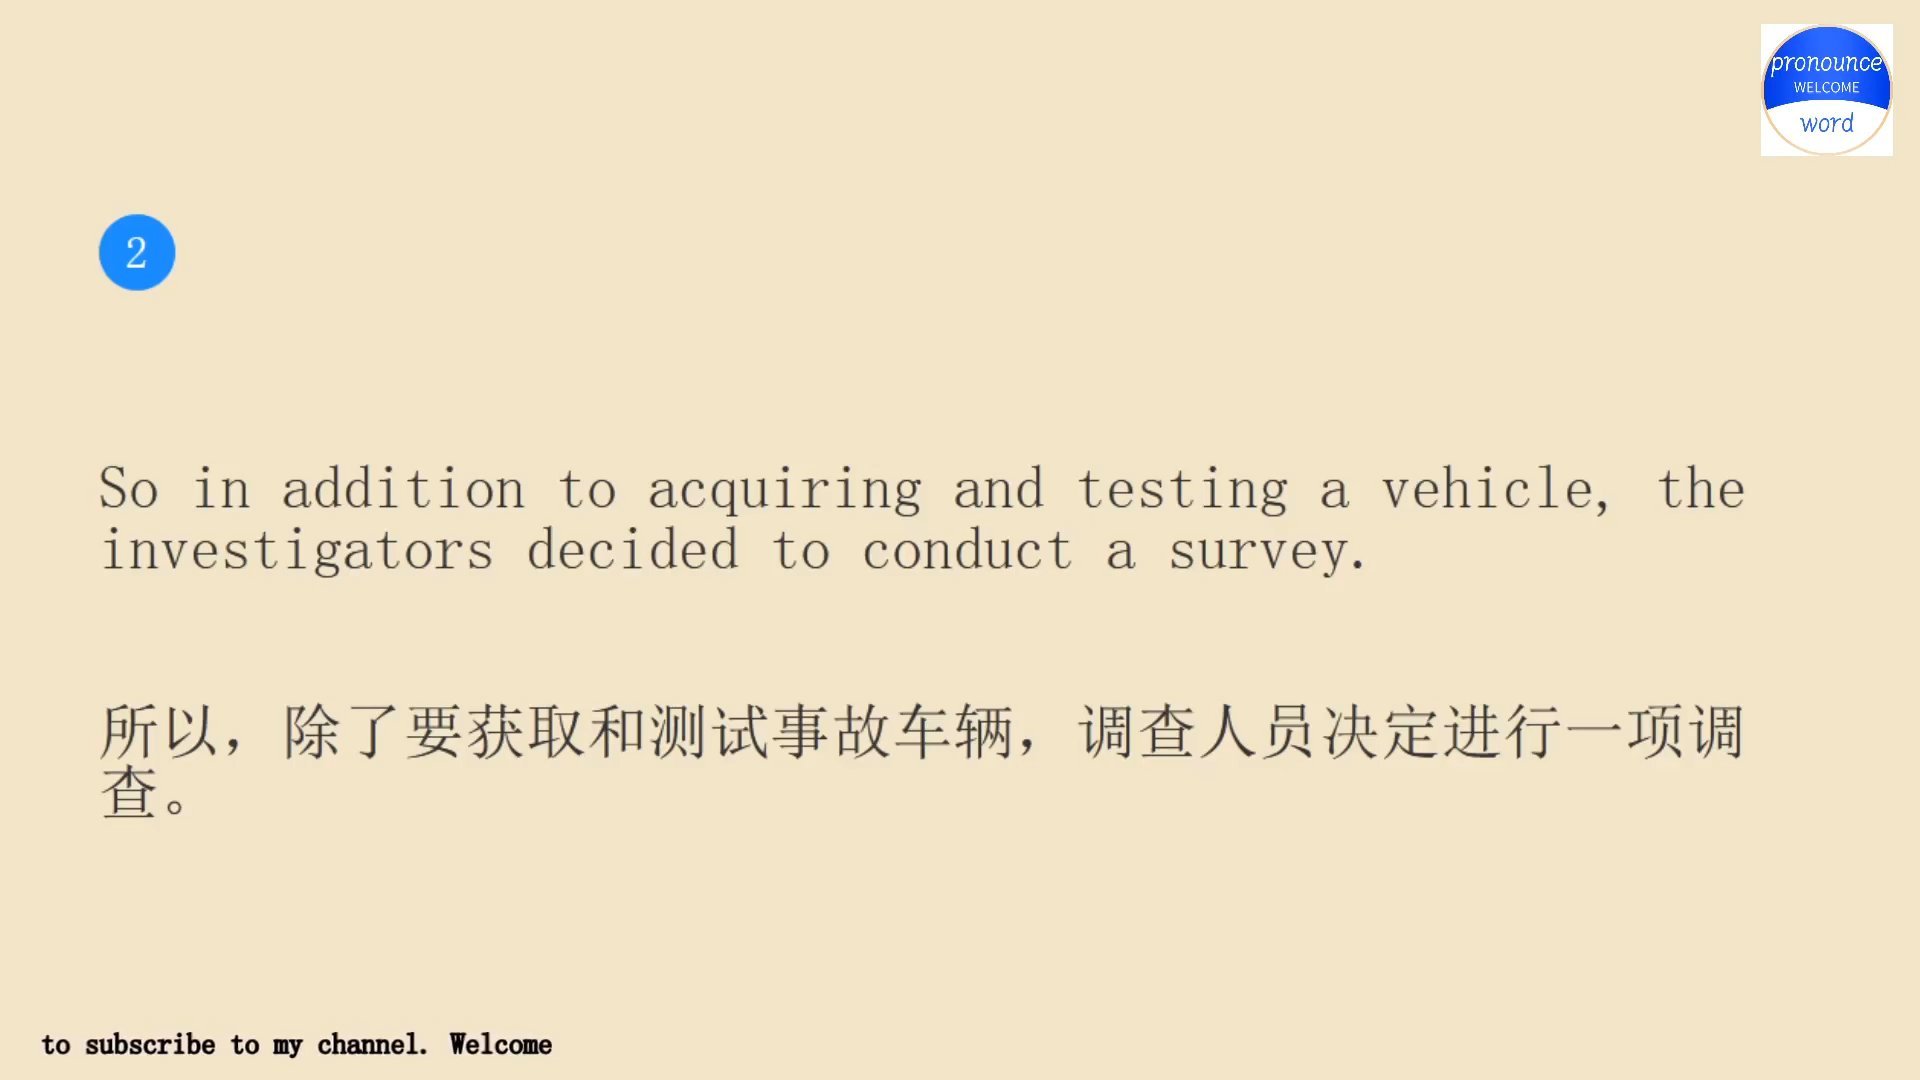 pronounce
WELCOME
word
2
So in addition to acquiring and testing a vehicle, the
investigators decided to conduct a survey.
所以，除了要获取和测试事故车辆，调查人员决定进行一项调
查。
to subscribe to my channel. Welcome